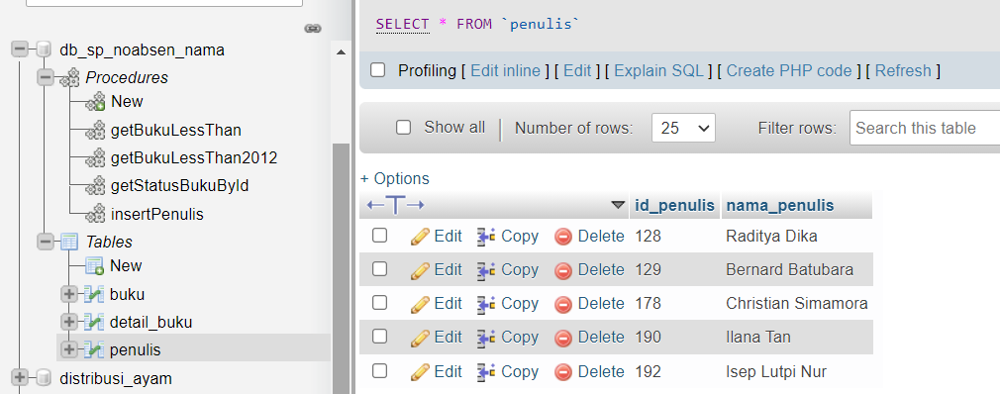 db_sp_noabsen_nama
Procedures
New
getBukuLessThan
getBukuLessThan2012
getStatusBukuById
insertPenulis
Tables
New
buku
detail_buku
penulis
distribusi_ayam
SELECT * FROM `penulis`
Profiling [ Edit inline ] [ Edit ] [ Explain SQL ] [ Create PHP code ] [ Refresh ]
Show all Number of rows: 25 Filter rows: Search this table
+ Options
id_penulis nama_penulis
Edit Copy Delete 128 Raditya Dika
Edit Copy Delete 129 Bernard Batubara
Edit Copy Delete 178 Christian Simamora
Edit Copy Delete 190 Ilana Tan
Edit Copy Delete 192 Isep Lutpi Nur